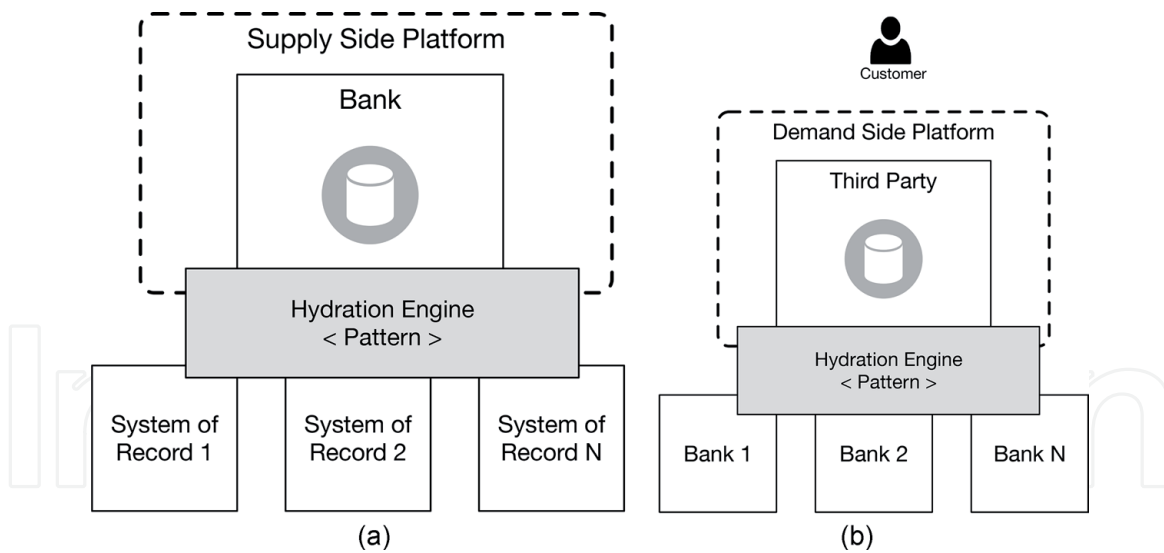 Supply Side Platform
Bank
Hydration Engine
< Pattern >
System of
Record 1
System of
Record 2
System of
Record N
(a)
Customer
Demand Side Platform
Third Party
Hydration Engine
< Pattern >
Bank 1
Bank 2
Bank N
(b)